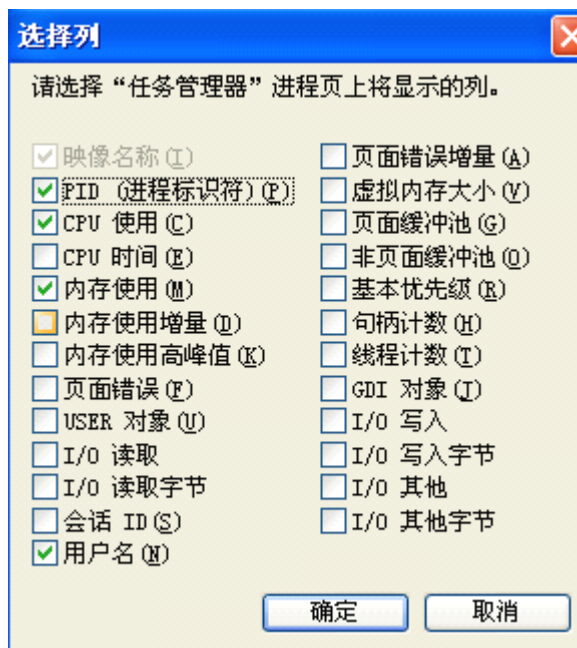 选择列
请选择“任务管理器”进程页上将显示的列。
映像名称(I)
PID (进程标识符)(P)
CPU 使用(C)
CPU 时间(E)
内存使用(M)
内存使用增量(D)
内存使用高峰值(K)
页面错误(F)
USER 对象(U)
I/O 读取
I/O 读取字节
会话 ID(S)
用户名(N)
页面错误增量(A)
虚拟内存大小(V)
页面缓冲池(G)
非页面缓冲池(O)
基本优先级(R)
句柄计数(H)
线程计数(T)
GDI 对象(J)
I/O 写入
I/O 写入字节
I/O 其他
I/O 其他字节
确定
取消